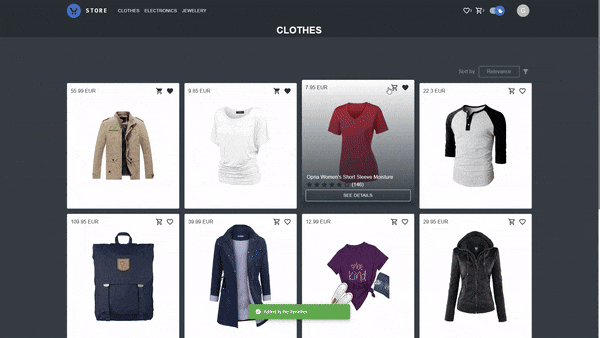 STORE CLOTHES ELECTRONICS JEWELERY G
CLOTHES
Sort by Relevance
55.99 EUR 9.85 EUR 7.95 EUR 22.3 EUR
Opna Women's Short Sleeves Moisture
(146)
SEE DETAILS
109.95 EUR 39.99 EUR 12.99 EUR 29.95 EUR
KIND
Added to the favorites